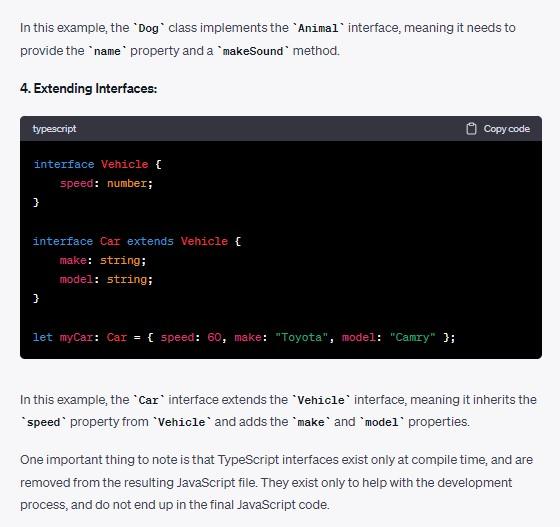 In this example, the `Dog` class implements the `Animal` interface, meaning it needs to
provide the `name` property and a `makeSound` method.
4. Extending Interfaces:
typescript Copy code
interface Vehicle {
    speed: number;
}
interface Car extends Vehicle {
    make: string;
    model: string;
}
let myCar: Car = { speed: 60, make: "Toyota", model: "Camry" };
In this example, the `Car` interface extends the `Vehicle` interface, meaning it inherits the
`speed` property from `Vehicle` and adds the `make` and `model` properties.
One important thing to note is that TypeScript interfaces exist only at compile time, and are
removed from the resulting JavaScript file. They exist only to help with the development
process, and do not end up in the final JavaScript code.